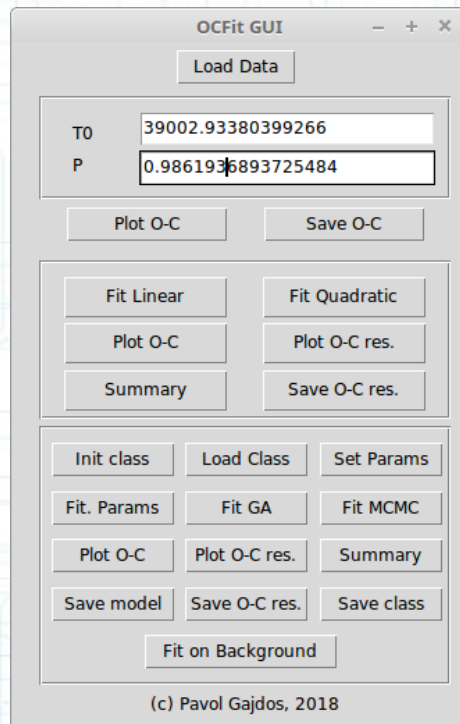 OCFit GUI
Load Data
T0 39002.93380399266
P 0.9861936893725484
Plot O-C Save O-C
Fit Linear Fit Quadratic
Plot O-C Plot O-C res.
Summary Save O-C res.
Init class Load Class Set Params
Fit. Params Fit GA Fit MCMC
Plot O-C Plot O-C res. Summary
Save model Save O-C res. Save class
Fit on Background
(c) Pavol Gajdos, 2018